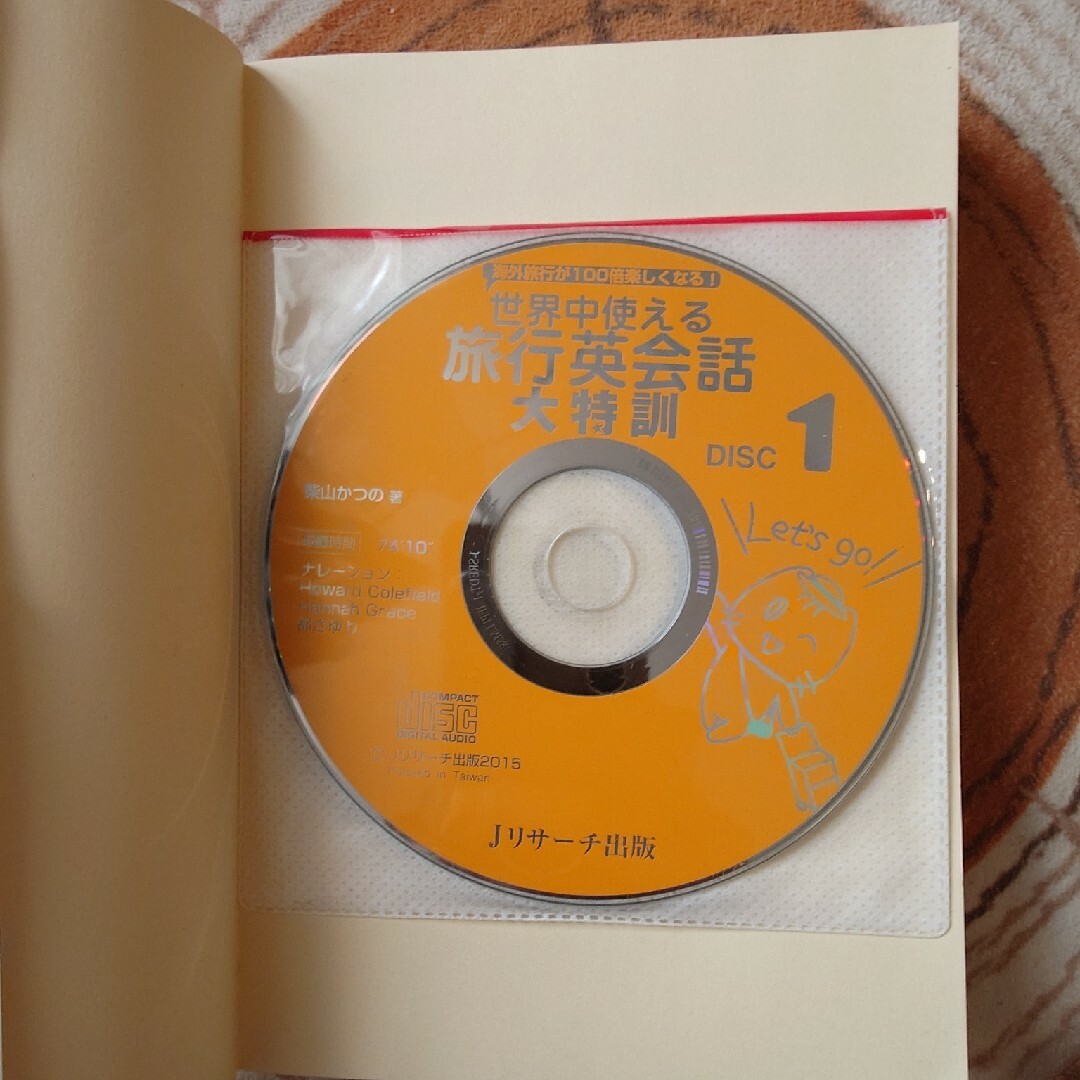 海外旅行が100倍楽しくなる！
世界中使える
旅行英会話
大特訓
DISC 1
柴山かつの 著
Let's go!
時間 74'10"
ナレーション：
Howard Colefield
Hannah Grace
COMPACT
DISC
DIGITAL AUDIO
Jリサーチ出版2015
Printed in Taiwan
Jリサーチ出版